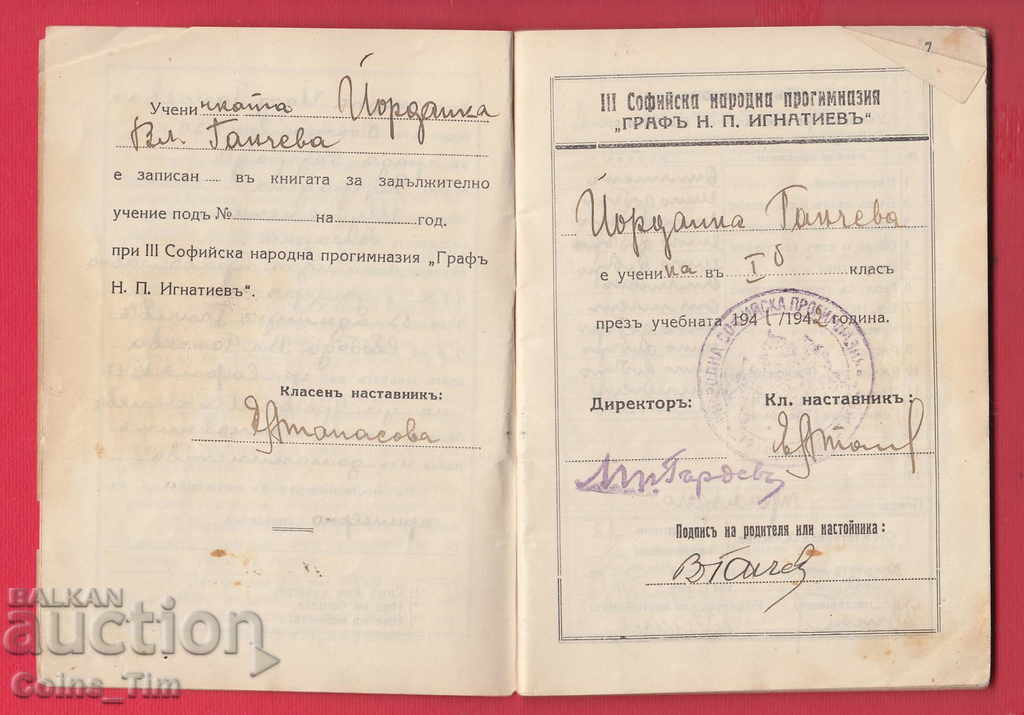 Ученичката Йорданка
Вл. Ганчева
е записан .... въ книгата за задължително
учение подъ № на год.
при III Софийска народна прогимназия „Графъ
Н. П. Игнатиевъ".
Класенъ наставникъ:
Атанасова
7
III Софийска народна прогимназия
„ГРАФЪ Н. П. ИГНАТИЕВЪ"
Йорданка Ганчева
е ученичка въ I б класъ
презъ учебната 1941/1942 година.
Директоръ: Кл. наставникъ:
Подпись на родителя или настойника:
ВГанчев
BALKAN
auction
Coins_Tim